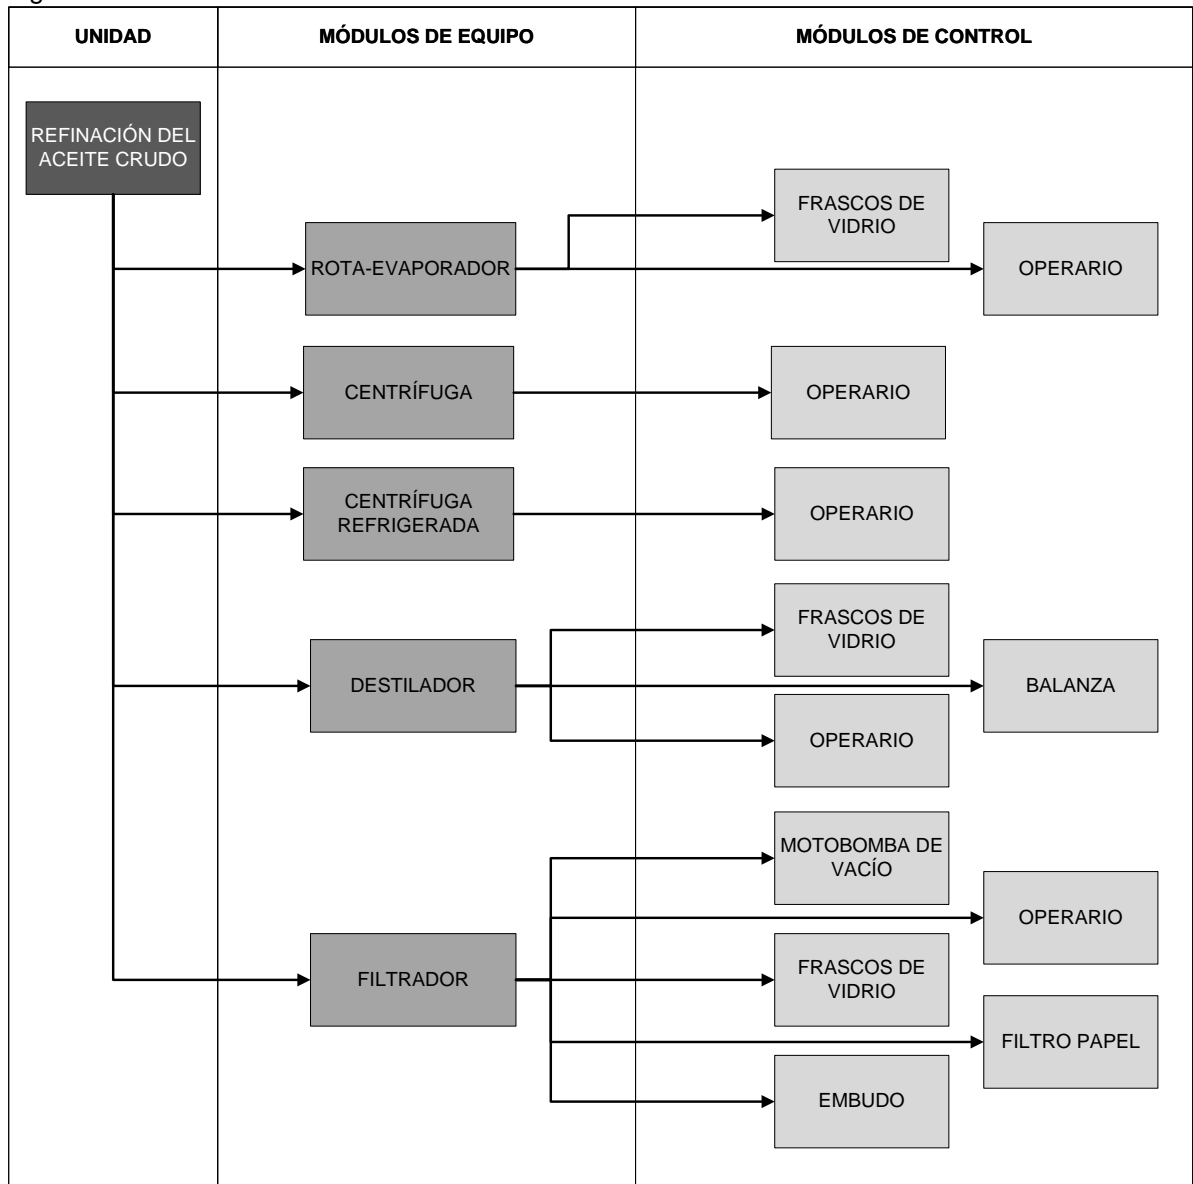 UNIDAD
MÓDULOS DE EQUIPO
MÓDULOS DE CONTROL
REFINACIÓN DEL
ACEITE CRUDO
ROTA-EVAPORADOR
FRASCOS DE
VIDRIO
OPERARIO
CENTRÍFUGA
OPERARIO
CENTRÍFUGA
REFRIGERADA
OPERARIO
DESTILADOR
FRASCOS DE
VIDRIO
BALANZA
OPERARIO
FILTRADOR
MOTOBOMBA DE
VACÍO
OPERARIO
FRASCOS DE
VIDRIO
FILTRO PAPEL
EMBUDO